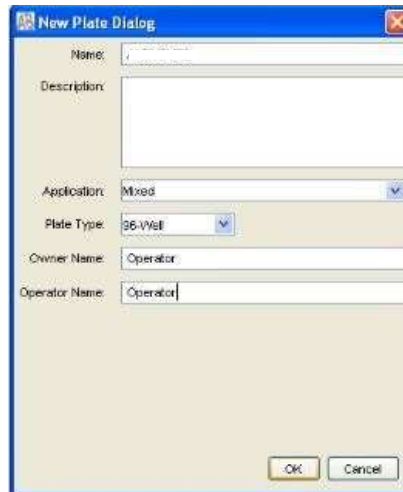 New Plate Dialog
Name:
Description:
Application: Mixed
Plate Type: 96-Well
Owner Name: Operator
Operator Name: Operator
OK Cancel